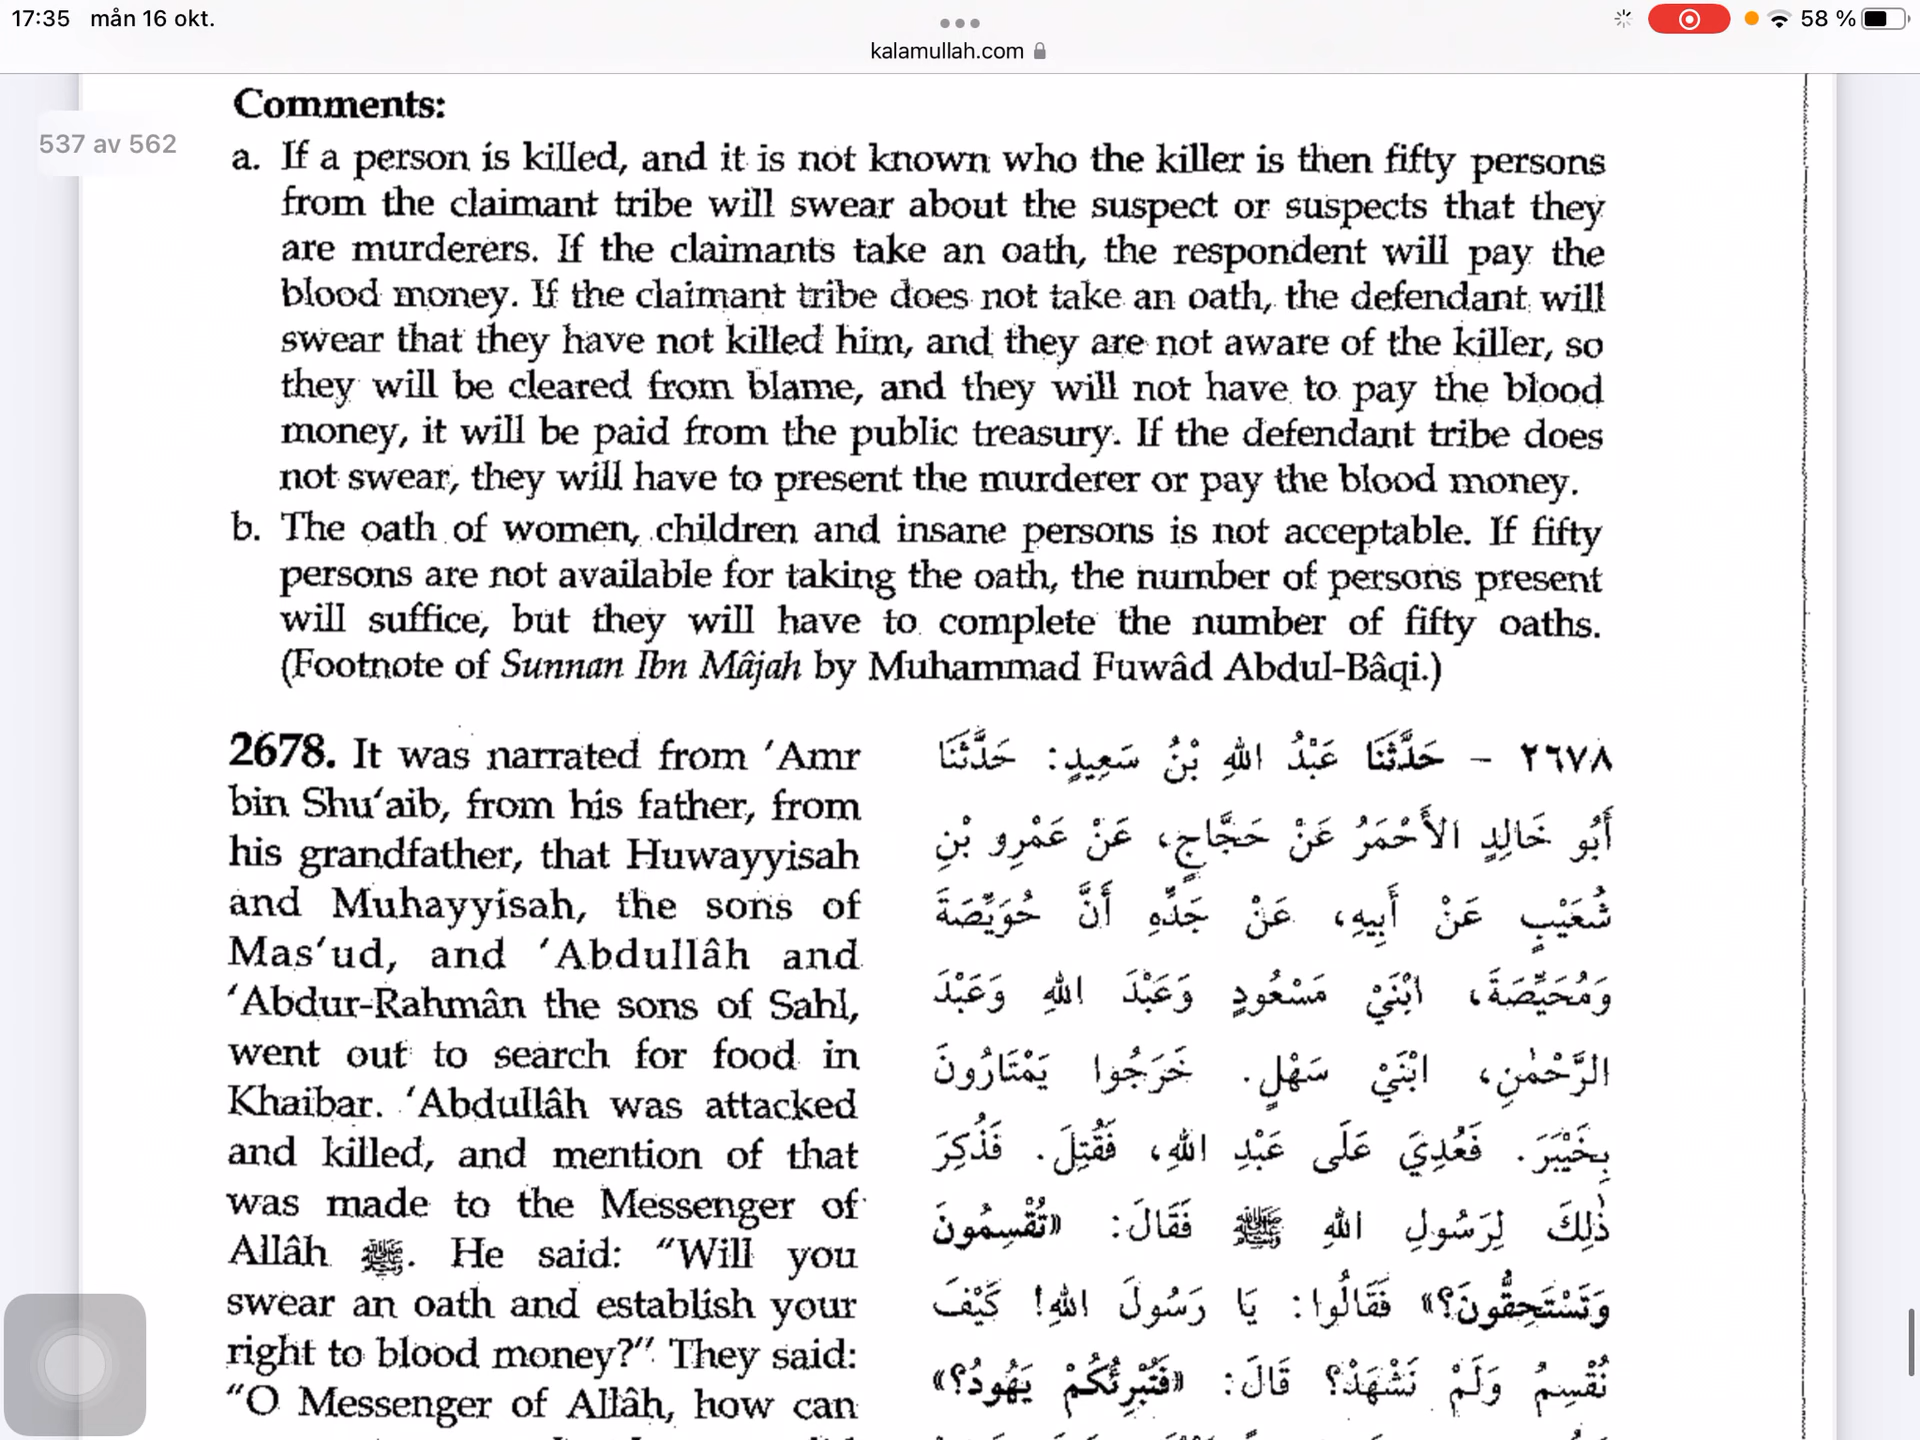 17:35 mån 16 okt.
58 %
kalamullah.com
537 av 562
Comments:
a. If a person is killed, and it is not known who the killer is then fifty persons
from the claimant tribe will swear about the suspect or suspects that they
are murderers. If the claimants take an oath, the respondent will pay the
blood money. If the claimant tribe does not take an oath, the defendant will
swear that they have not killed him, and they are not aware of the killer, so
they will be cleared from blame, and they will not have to pay the blood
money, it will be paid from the public treasury. If the defendant tribe does
not swear, they will have to present the murderer or pay the blood money.
b. The oath of women, children and insane persons is not acceptable. If fifty
persons are not available for taking the oath, the number of persons present
will suffice, but they will have to complete the number of fifty oaths.
(Footnote of Sunnan Ibn Mâjah by Muhammad Fuwâd Abdul-Bâqi.)
2678. It was narrated from ‘Amr
bin Shu‘aib, from his father, from
his grandfather, that Huwayyisah
and Muhayyisah, the sons of
Mas‘ud, and ‘Abdullâh and
‘Abdur-Rahmân the sons of Sahl,
went out to search for food in
Khaibar. ‘Abdullâh was attacked
and killed, and mention of that
was made to the Messenger of
Allâh ﷺ. He said: “Will you
swear an oath and establish your
right to blood money?” They said:
“O Messenger of Allâh, how can
٢٦٧٨ - حَدَّثَنَا عَبْدُ اللهِ بْنُ سَعِيدٍ: حَدَّثَنَا
أَبُو خَالِدٍ الأَحْمَرُ عَنْ حَجَّاجٍ، عَنْ عَمْرِو بْنِ
شُعَيْبٍ عَنْ أَبِيهِ، عَنْ جَدِّهِ أَنَّ حُوَيِّصَةَ
وَمُحَيِّصَةَ، ابْنَيْ مَسْعُودٍ وَعَبْدَ اللهِ وَعَبْدَ
الرَّحْمٰنِ، ابْنَيْ سَهْلٍ. خَرَجُوا يَمْتَارُونَ
بِخَيْبَرَ. فَعُدِيَ عَلَى عَبْدِ اللهِ، فَقُتِلَ. فَذُكِرَ
ذٰلِكَ لِرَسُولِ اللهِ ﷺ فَقَالَ: «تُقْسِمُونَ
وَتَسْتَحِقُّونَ؟» فَقَالُوا: يَا رَسُولَ اللهِ! كَيْفَ
نُقْسِمُ وَلَمْ نَشْهَدْ؟ قَالَ: «فَتُبْرِئُكُمْ يَهُودُ؟»